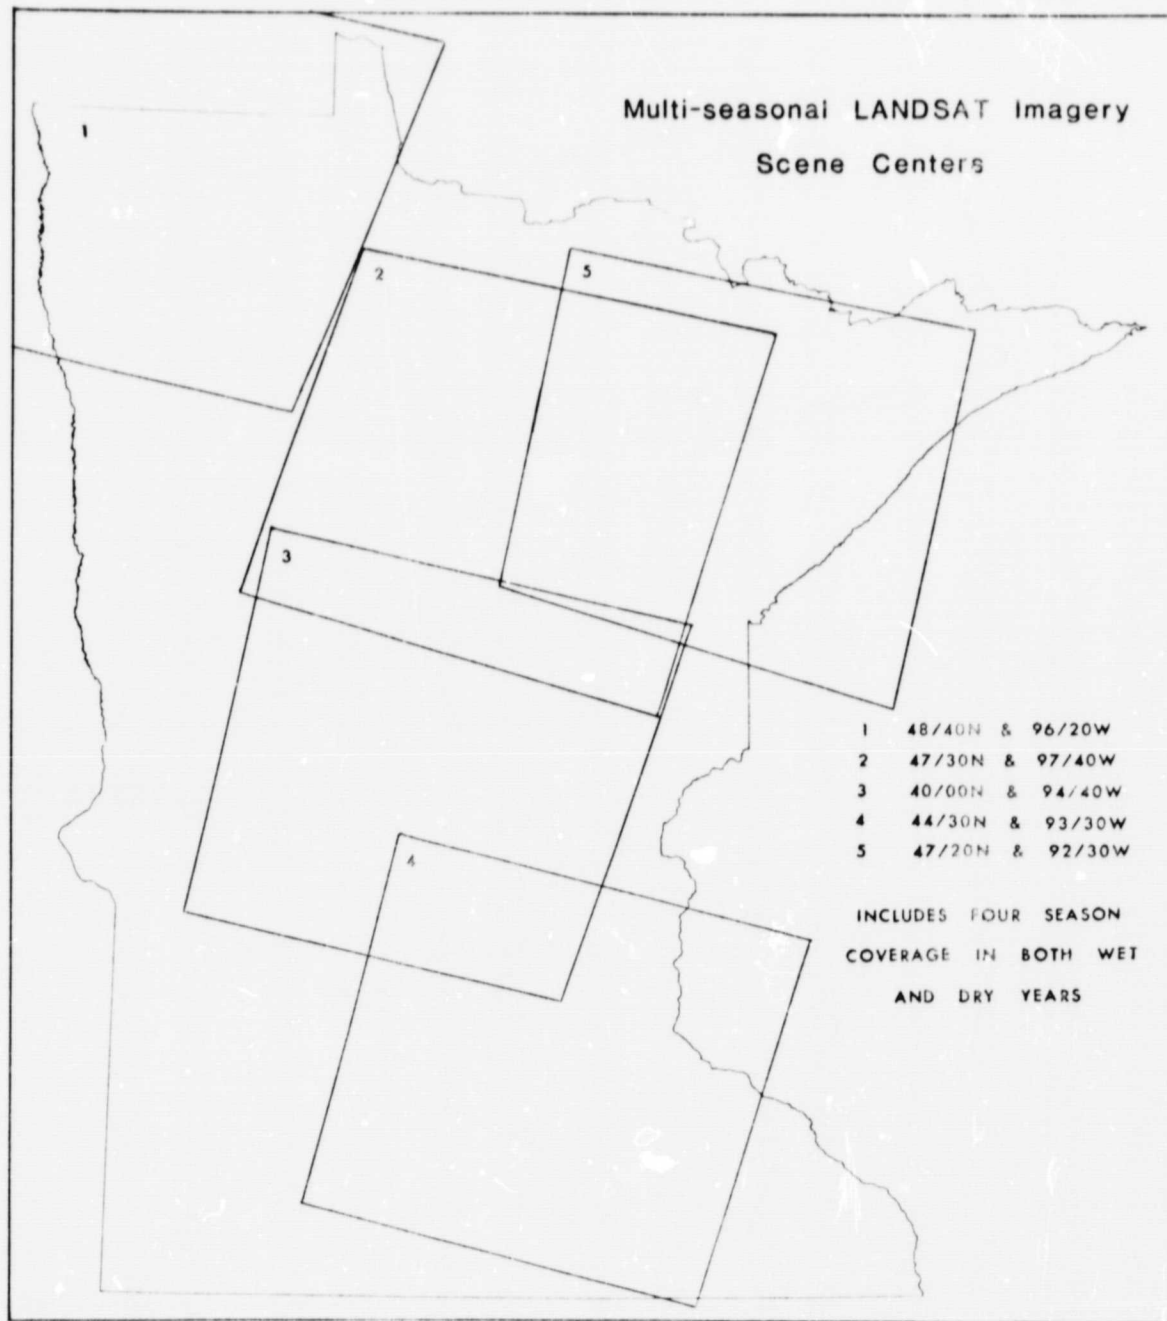 Multi-seasonal LANDSAT Imagery
Scene Centers
1
2
5
3
4
1 48/40N & 96/20W
2 47/30N & 97/40W
3 40/00N & 94/40W
4 44/30N & 93/30W
5 47/20N & 92/30W
INCLUDES FOUR SEASON
COVERAGE IN BOTH WET
AND DRY YEARS